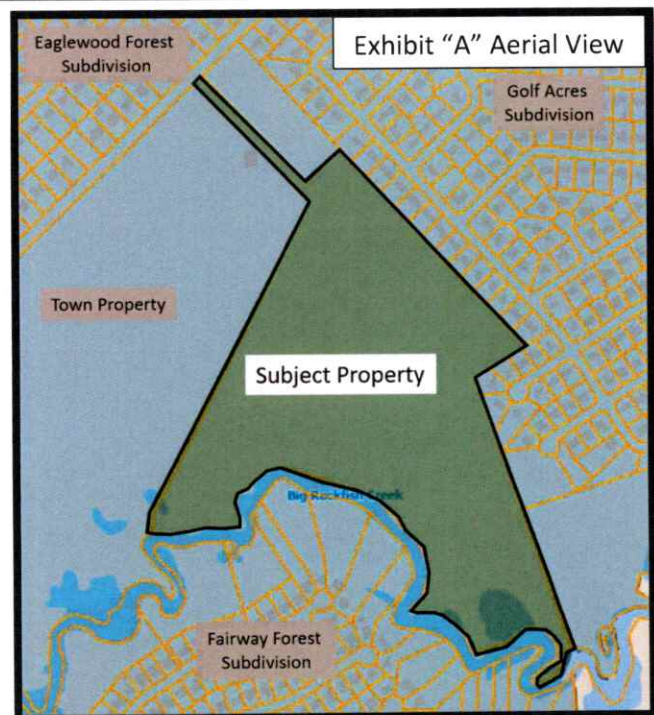 Exhibit “A” Aerial View
Eaglewood Forest
Subdivision
Golf Acres
Subdivision
Town Property
Subject Property
Big Rockfish Creek
Fairway Forest
Subdivision